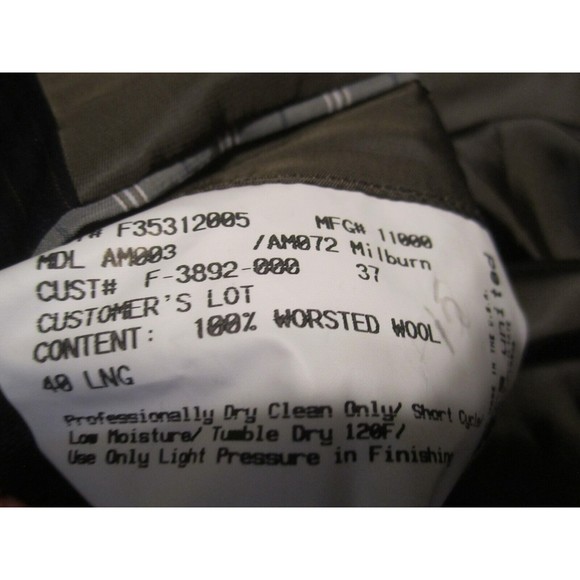 # F35312005 MFG# 11000
MDL AM003 /AM072 Milburn
CUST# F-3892-000 37
CUSTOMER'S LOT
CONTENT: 100% WORSTED WOOL
40 LNG
Professionally Dry Clean Only/ Short Cycle/
Low Moisture/ Tumble Dry 120F/
Use Only Light Pressure in Finishin